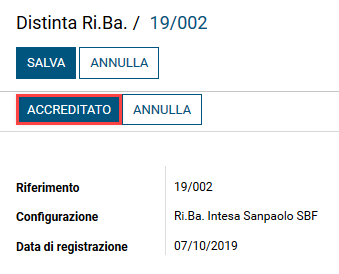 Distinta Ri.Ba. / 19/002
SALVA ANNULLA
ACCREDITATO ANNULLA
Riferimento 19/002
Configurazione Ri.Ba. Intesa Sanpaolo SBF
Data di registrazione 07/10/2019